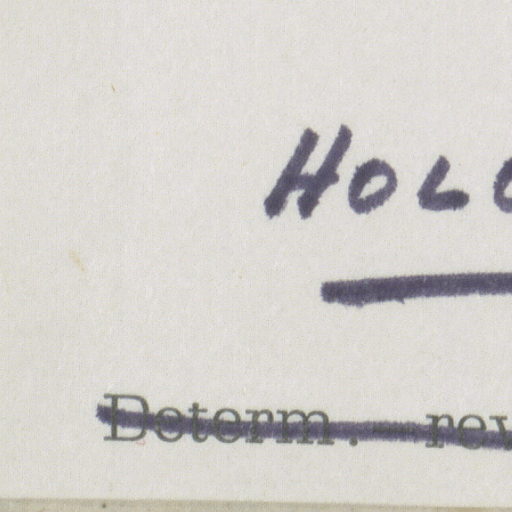 HOLO
Determ. — rev